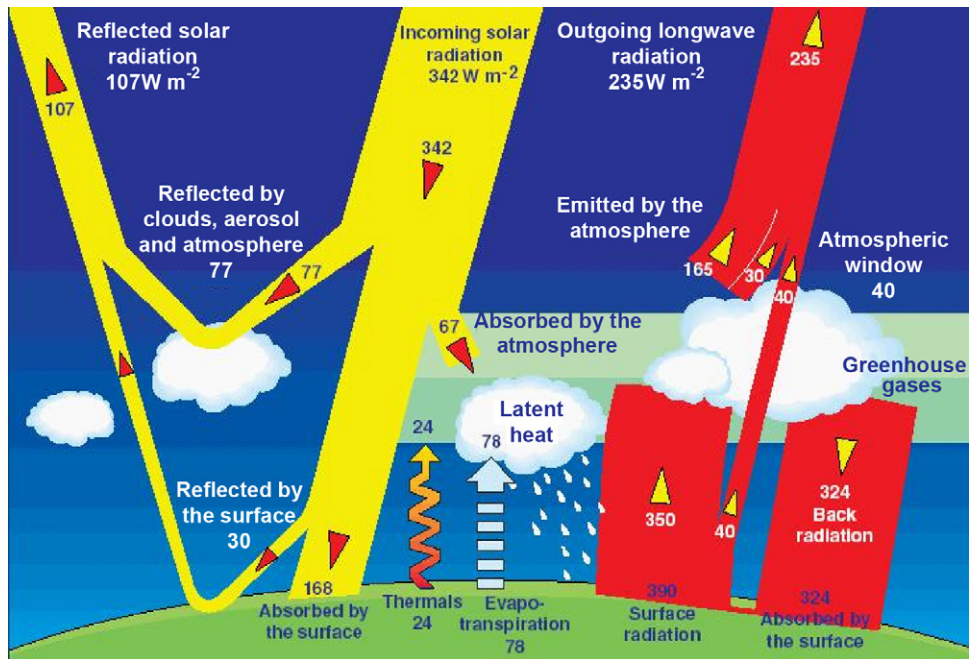 Reflected solar
radiation
107W m-2
Incoming solar
radiation
342 W m-2
Outgoing longwave
radiation
235W m-2
235
107
342
Reflected by
clouds, aerosol
and atmosphere
77
77
Emitted by the
atmosphere
165
30
40
Atmospheric
window
40
67
Absorbed by the
atmosphere
Greenhouse
gases
Latent
heat
24
78
Reflected by
the surface
30
350
40
324
Back
radiation
168
Absorbed by
the surface
Thermals
24
Evapo-
transpiration
78
390
Surface
radiation
324
Absorbed by
the surface